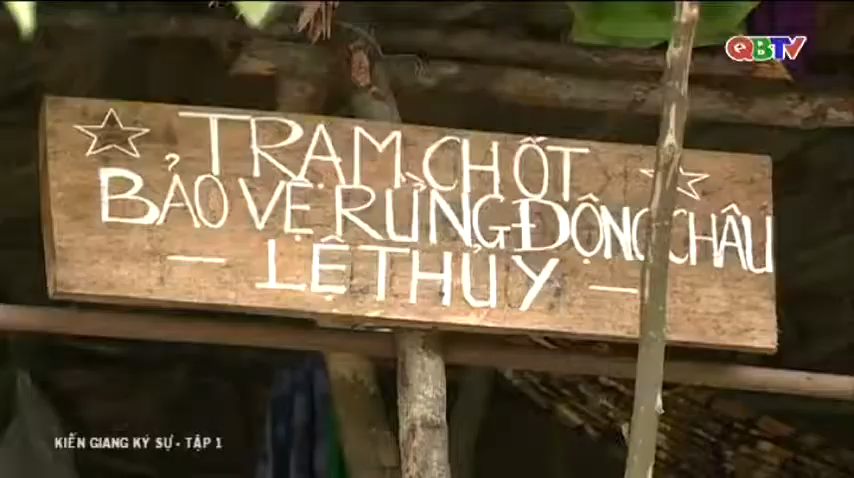 QBTV
TRẠM CHỐT
BẢO VỆ RỪNG ĐỘNG CHÂU
- LỆ THỦY -
KIẾN GIANG KÝ SỰ - TẬP 1